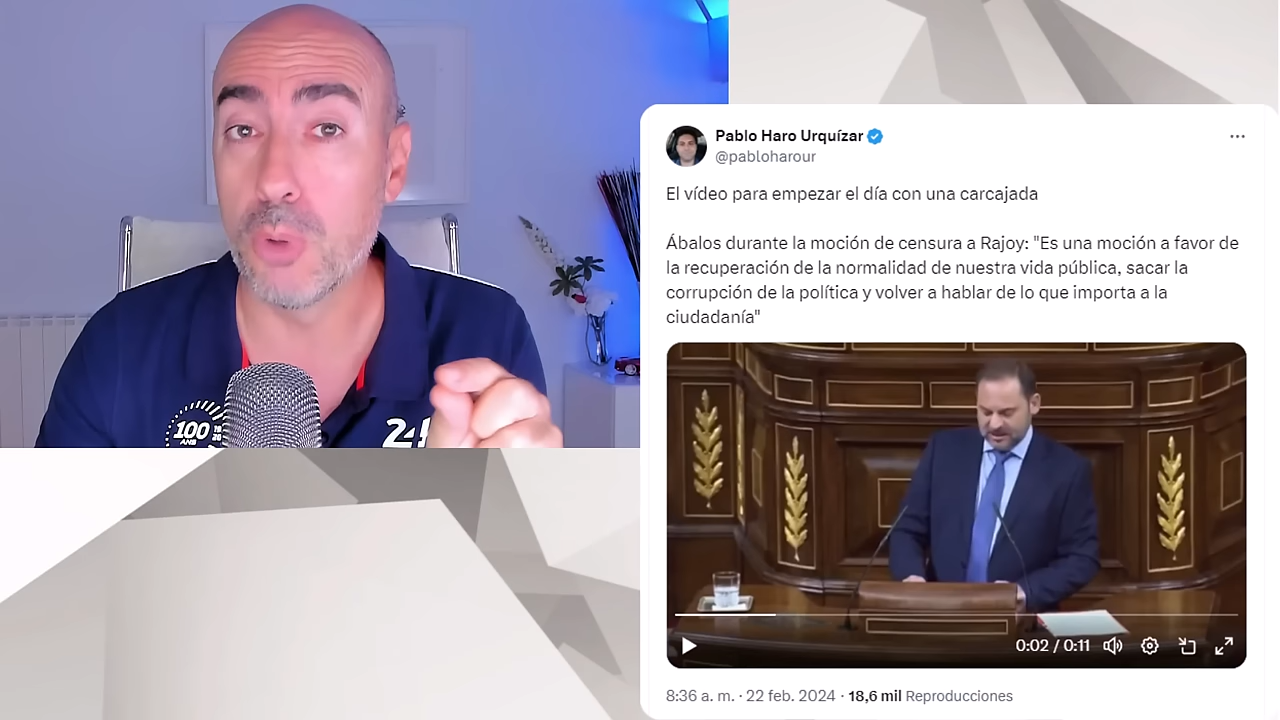 Pablo Haro Urquízar
@pabloharour
El vídeo para empezar el día con una carcajada
Ábalos durante la moción de censura a Rajoy: "Es una moción a favor de
la recuperación de la normalidad de nuestra vida pública, sacar la
corrupción de la política y volver a hablar de lo que importa a la
ciudadanía"
0:02 / 0:11
8:36 a. m. · 22 feb. 2024 · 18,6 mil Reproducciones
100
ANS
24